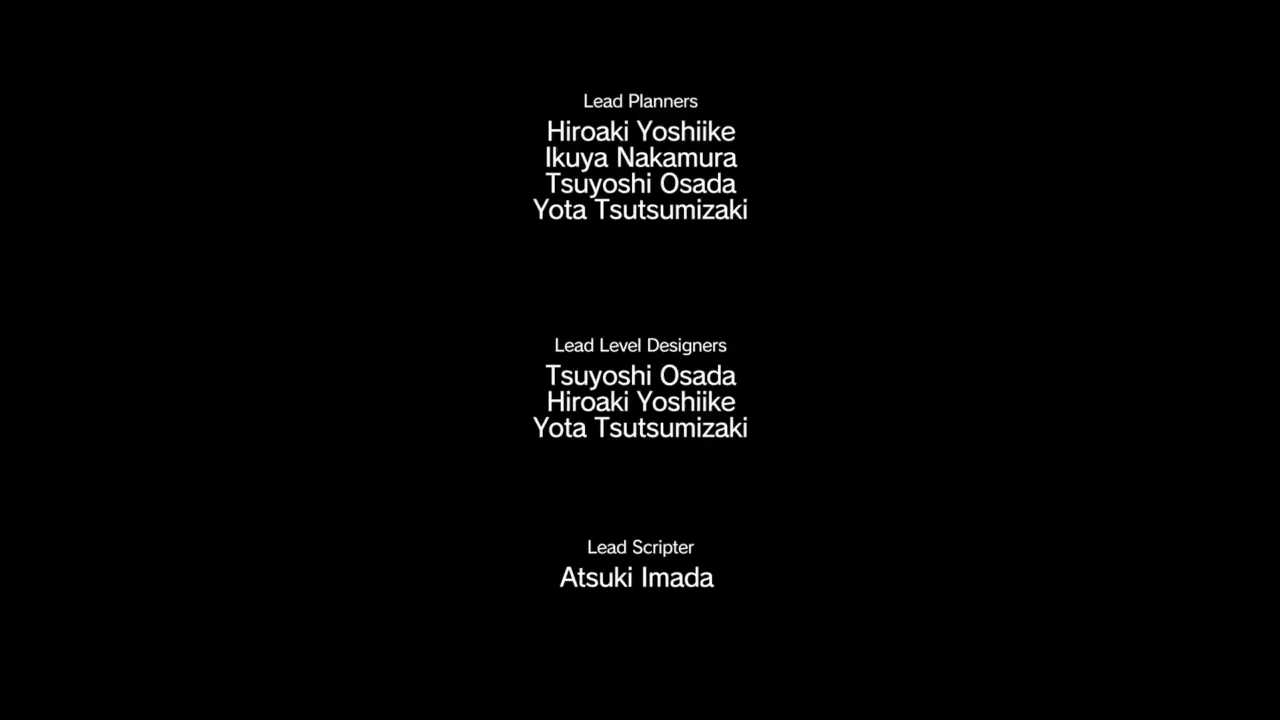 Lead Planners
Hiroaki Yoshiike
Ikuya Nakamura
Tsuyoshi Osada
Yota Tsutsumizaki
Lead Level Designers
Tsuyoshi Osada
Hiroaki Yoshiike
Yota Tsutsumizaki
Lead Scripter
Atsuki Imada